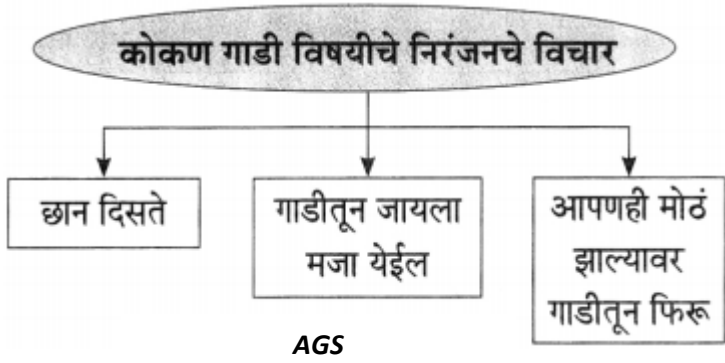 कोकण गाडी विषयीचे निरंजनचे विचार
छान दिसते
गाडीतून जायला
मजा येईल
आपणही मोठं
झाल्यावर
गाडीतून फिरू
AGS